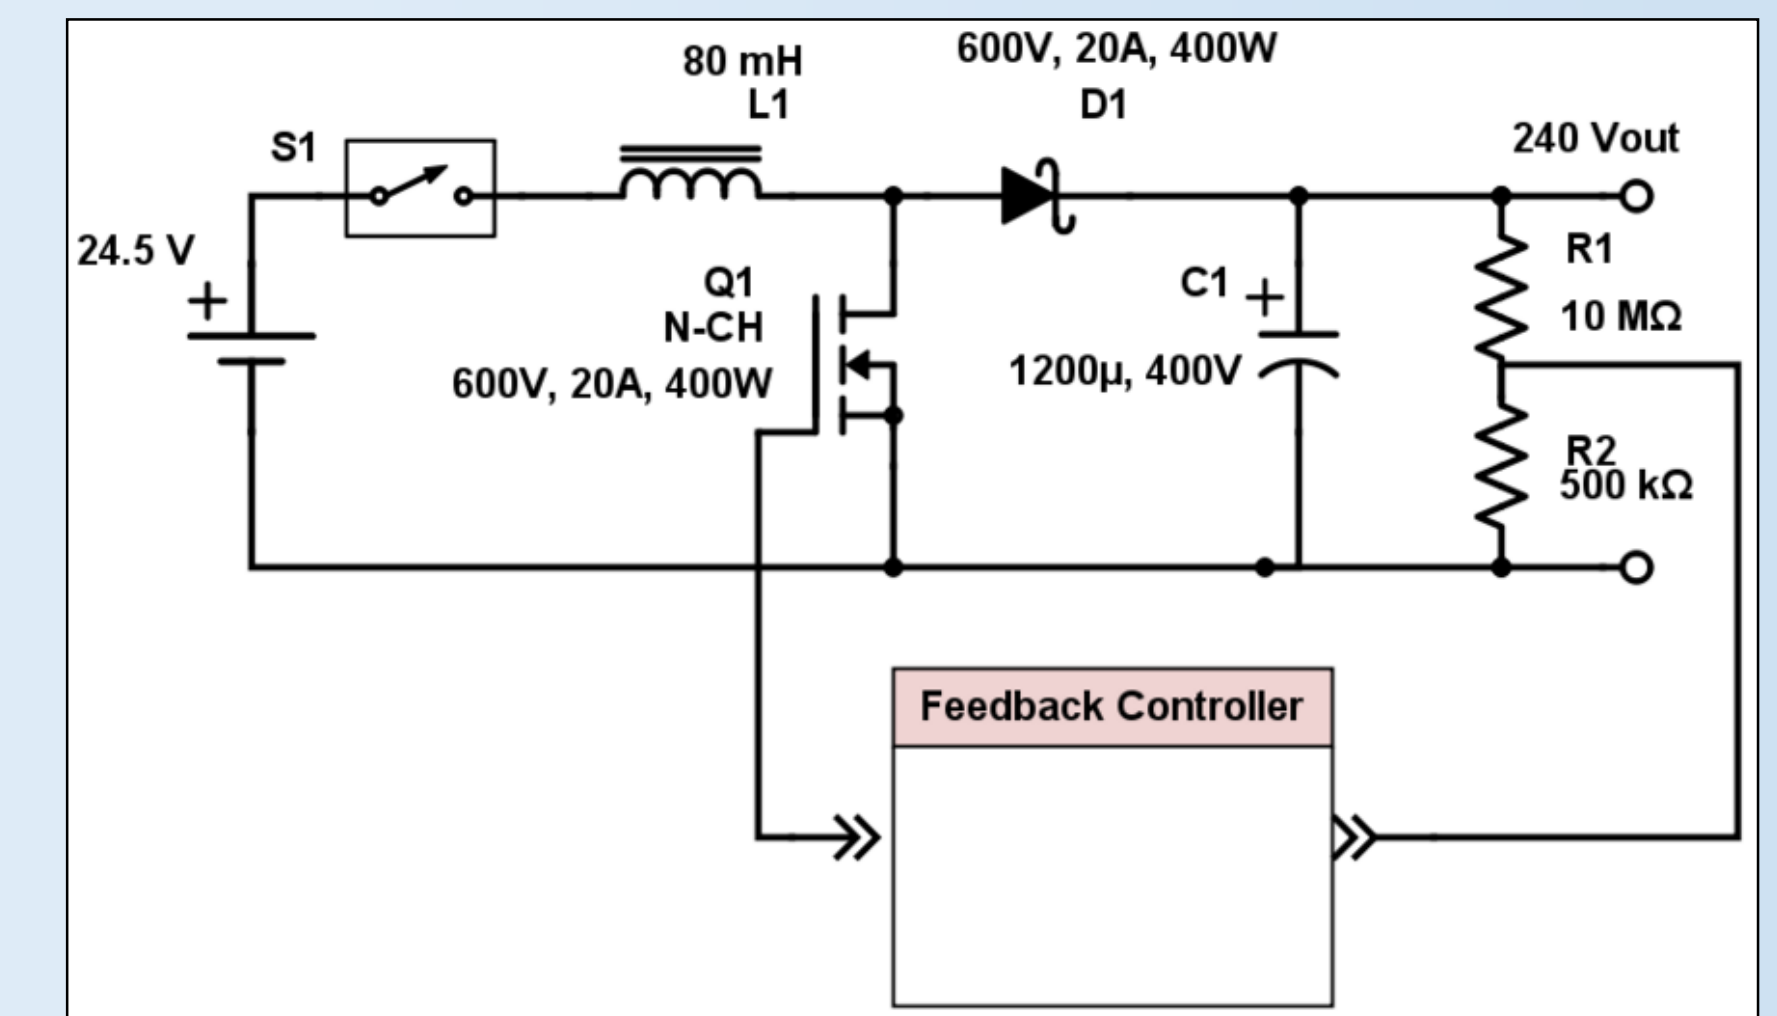 80 mH
L1
600V, 20A, 400W
D1
S1
240 Vout
24.5 V
+
Q1
N-CH
600V, 20A, 400W
C1
+
1200µ, 400V
R1
10 MΩ
R2
500 kΩ
Feedback Controller